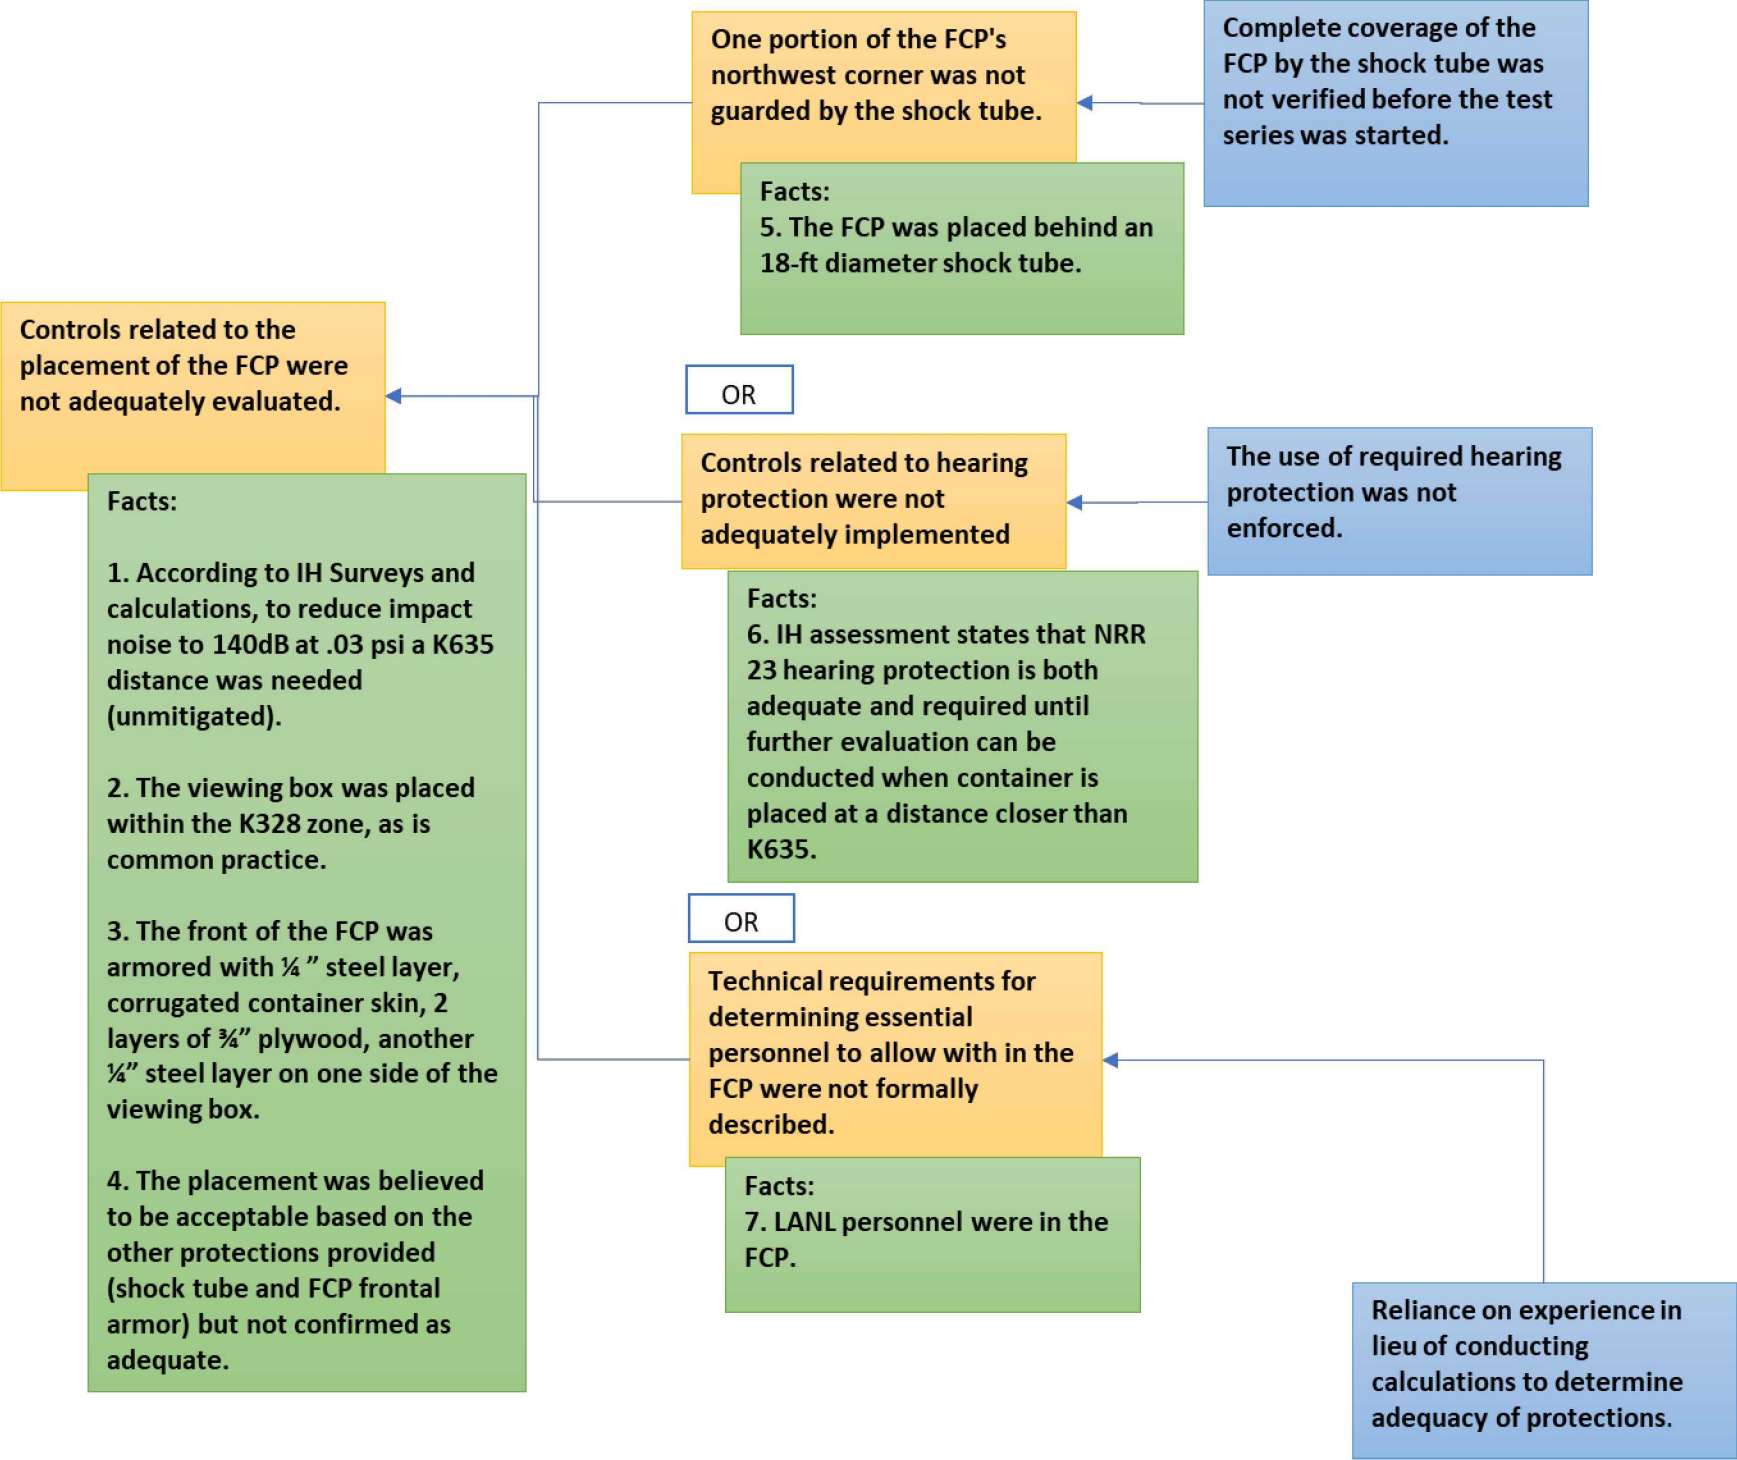 One portion of the FCP's
northwest corner was not
guarded by the shock tube.
Complete coverage of the
FCP by the shock tube was
not verified before the test
series was started.
Facts:
5. The FCP was placed behind an
18-ft diameter shock tube.
Controls related to the
placement of the FCP were
not adequately evaluated.
OR
Controls related to hearing
protection were not
adequately implemented
The use of required hearing
protection was not
enforced.
Facts:
1. According to IH Surveys and
calculations, to reduce impact
noise to 140dB at .03 psi a K635
distance was needed
(unmitigated).
2. The viewing box was placed
within the K328 zone, as is
common practice.
3. The front of the FCP was
armored with ¼ ” steel layer,
corrugated container skin, 2
layers of ¾” plywood, another
¼” steel layer on one side of the
viewing box.
4. The placement was believed
to be acceptable based on the
other protections provided
(shock tube and FCP frontal
armor) but not confirmed as
adequate.
Facts:
6. IH assessment states that NRR
23 hearing protection is both
adequate and required until
further evaluation can be
conducted when container is
placed at a distance closer than
K635.
OR
Technical requirements for
determining essential
personnel to allow with in the
FCP were not formally
described.
Facts:
7. LANL personnel were in the
FCP.
Reliance on experience in
lieu of conducting
calculations to determine
adequacy of protections.